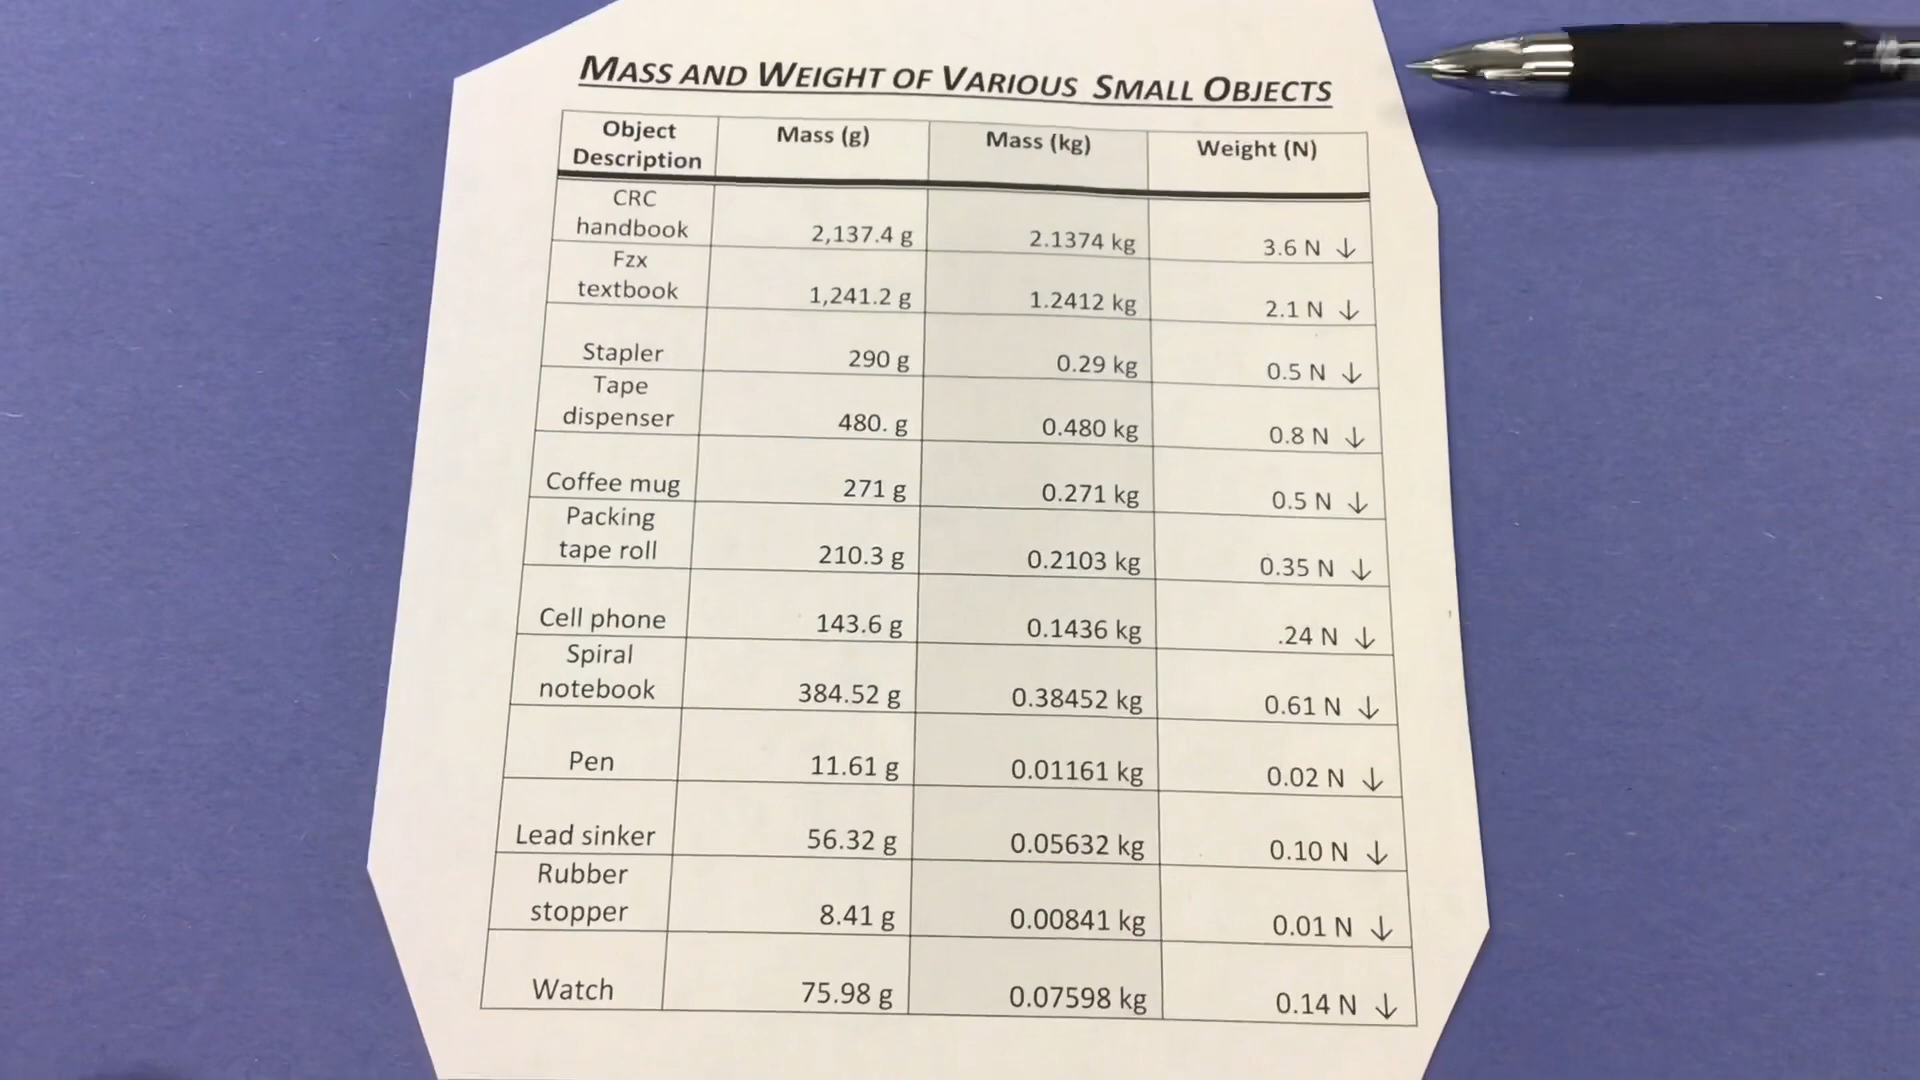 MASS AND WEIGHT OF VARIOUS SMALL OBJECTS
Object Description Mass (g) Mass (kg) Weight (N)
CRC handbook 2,137.4 g 2.1374 kg 3.6 N ↓
Fzx textbook 1,241.2 g 1.2412 kg 2.1 N ↓
Stapler 290 g 0.29 kg 0.5 N ↓
Tape dispenser 480. g 0.480 kg 0.8 N ↓
Coffee mug 271 g 0.271 kg 0.5 N ↓
Packing tape roll 210.3 g 0.2103 kg 0.35 N ↓
Cell phone 143.6 g 0.1436 kg .24 N ↓
Spiral notebook 384.52 g 0.38452 kg 0.61 N ↓
Pen 11.61 g 0.01161 kg 0.02 N ↓
Lead sinker 56.32 g 0.05632 kg 0.10 N ↓
Rubber stopper 8.41 g 0.00841 kg 0.01 N ↓
Watch 75.98 g 0.07598 kg 0.14 N ↓